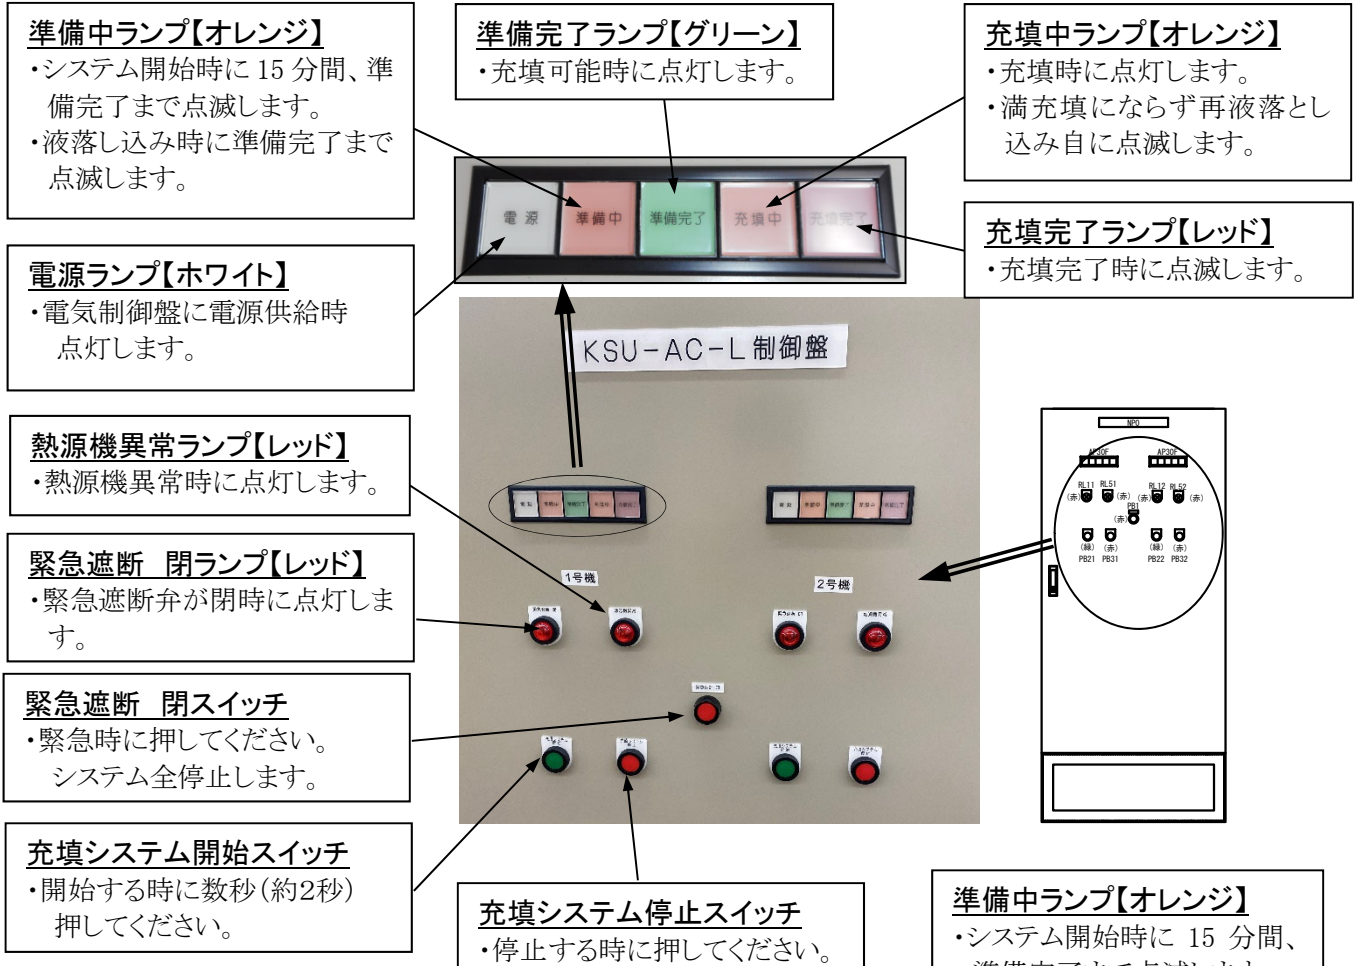 準備中ランプ【オレンジ】
・システム開始時に 15 分間、準
備完了まで点滅します。
・液落し込み時に準備完了まで
点滅します。
準備完了ランプ【グリーン】
・充填可能時に点灯します。
充填中ランプ【オレンジ】
・充填時に点灯します。
・満充填にならず再液落とし
込み自に点滅します。
電源
準備中
準備完了
充填中
充填完了
充填完了ランプ【レッド】
・充填完了時に点滅します。
電源ランプ【ホワイト】
・電気制御盤に電源供給時
点灯します。
KSU-AC-L制御盤
熱源機異常ランプ【レッド】
・熱源機異常時に点灯します。
緊急遮断 閉ランプ【レッド】
・緊急遮断弁が閉時に点灯しま
す。
1号機
2号機
NPO
AP30F AP30F
RL11 RL51 RL12 RL52
(赤) (赤) (赤) (赤)
PB1
(赤)
(緑) (赤) (緑) (赤)
PB21 PB31 PB22 PB32
緊急遮断 閉スイッチ
・緊急時に押してください。
システム全停止します。
充填システム開始スイッチ
・開始する時に数秒(約2秒)
押してください。
充填システム停止スイッチ
・停止する時に押してください。
準備中ランプ【オレンジ】
・システム開始時に 15 分間、